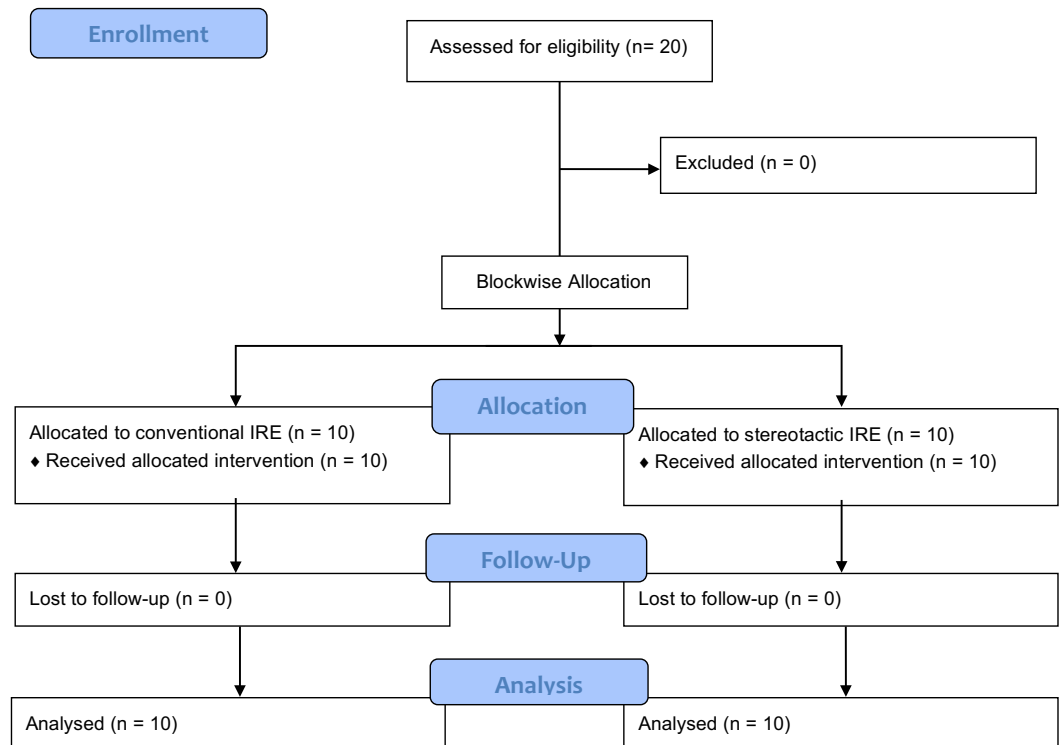 Enrollment
Assessed for eligibility (n= 20)
Excluded (n = 0)
Blockwise Allocation
Allocation
Allocated to conventional IRE (n = 10)
♦ Received allocated intervention (n = 10)
Allocated to stereotactic IRE (n = 10)
♦ Received allocated intervention (n = 10)
Follow-Up
Lost to follow-up (n = 0)
Lost to follow-up (n = 0)
Analysis
Analysed (n = 10)
Analysed (n = 10)